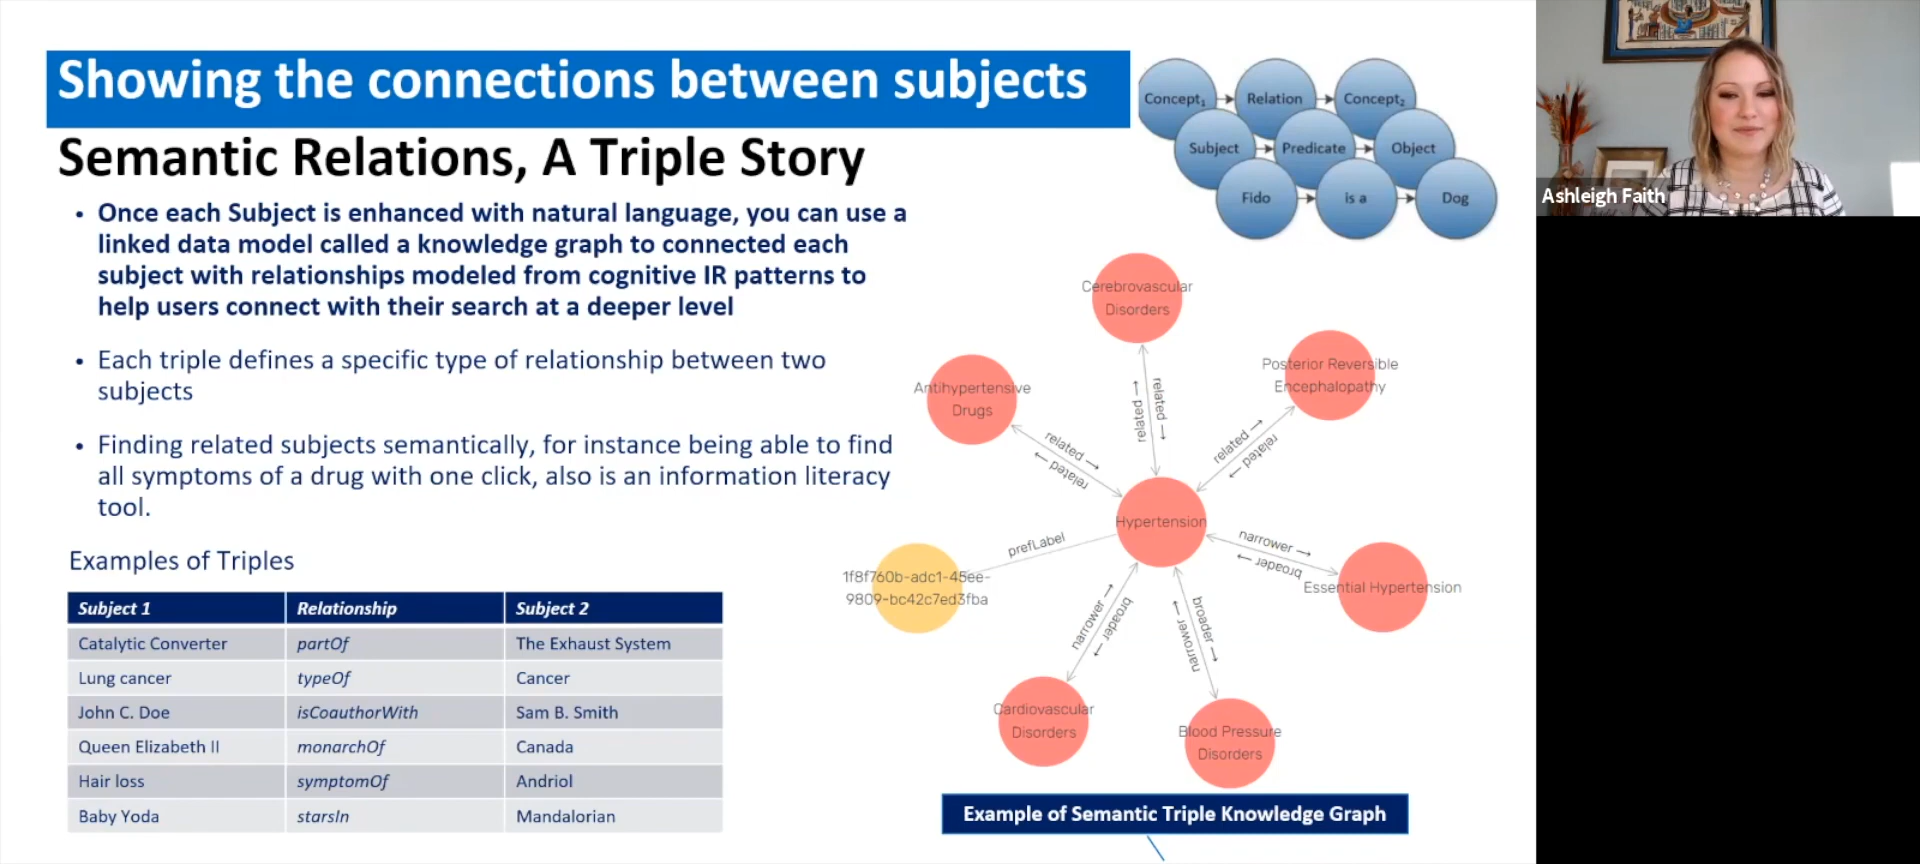 Showing the connections between subjects
Semantic Relations, A Triple Story
• Once each Subject is enhanced with natural language, you can use a
linked data model called a knowledge graph to connected each
subject with relationships modeled from cognitive IR patterns to
help users connect with their search at a deeper level
• Each triple defines a specific type of relationship between two
subjects
• Finding related subjects semantically, for instance being able to find
all symptoms of a drug with one click, also is an information literacy
tool.
Examples of Triples
Subject 1 Relationship Subject 2
Catalytic Converter partOf The Exhaust System
Lung cancer typeOf Cancer
John C. Doe isCoauthorWith Sam B. Smith
Queen Elizabeth II monarchOf Canada
Hair loss symptomOf Andriol
Baby Yoda starsIn Mandalorian
Concept₁ Relation Concept₂
Subject Predicate Object
Fido is a Dog
Cerebrovascular
Disorders
Posterior Reversible
Encephalopathy
Antihypertensive
Drugs
related →
related →
related →
related →
related →
related →
Hypertension
prefLabel
1f8f760b-adc1-45ee-
9809-bc42c7ed3fba
narrower →
broader →
Essential Hypertension
narrower →
broader →
broader →
narrower →
Cardiovascular
Disorders
Blood Pressure
Disorders
Example of Semantic Triple Knowledge Graph
Ashleigh Faith